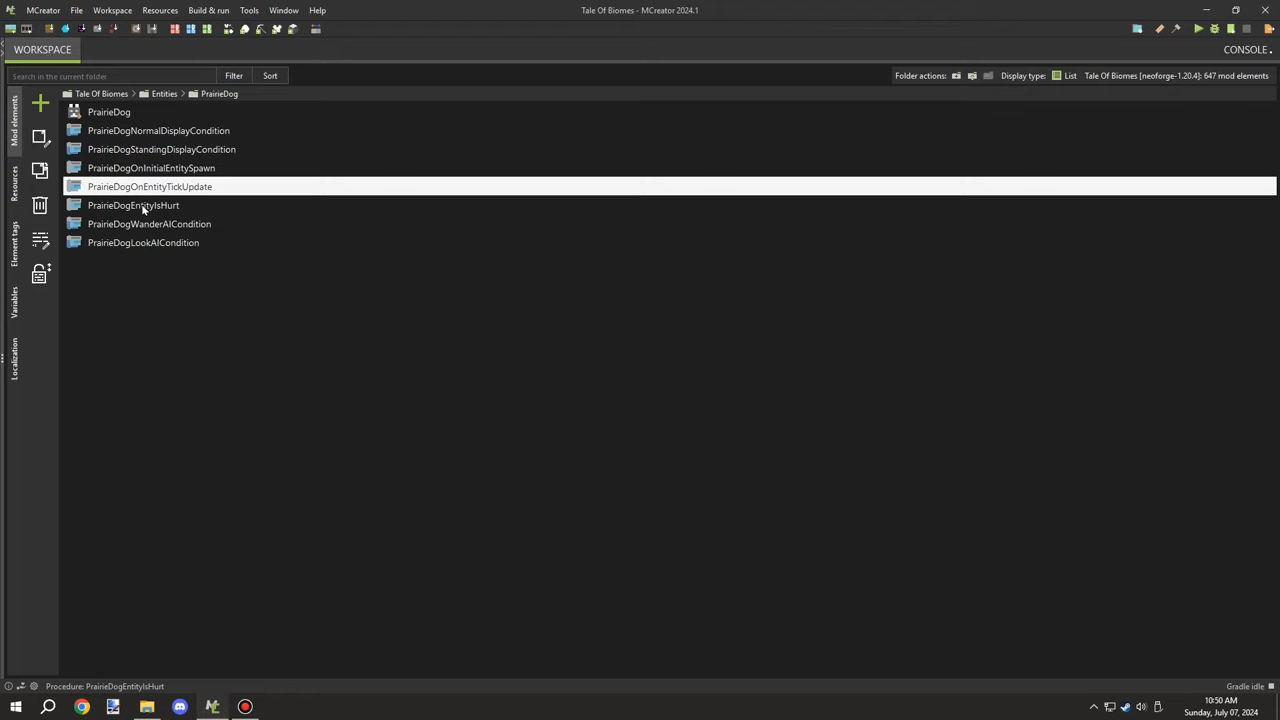 MCreator File Workspace Resources Build & run Tools Window Help
Tale Of Biomes - MCreator 2024.1
WORKSPACE
CONSOLE
Search in the current folder
Filter
Sort
Folder actions:
Display type:
List
Tale Of Biomes [neoforge-1.20.4]: 647 mod elements
Tale Of Biomes
Entities
PrairieDog
Mod elements
Resources
Element tags
Variables
Localization
PrairieDog
PrairieDogNormalDisplayCondition
PrairieDogStandingDisplayCondition
PrairieDogOnInitialEntitySpawn
PrairieDogOnEntityTickUpdate
PrairieDogEntityIsHurt
PrairieDogWanderAICondition
PrairieDogLookAICondition
Procedure: PrairieDogEntityIsHurt
Gradle idle
10:50 AM
Sunday, July 07, 2024